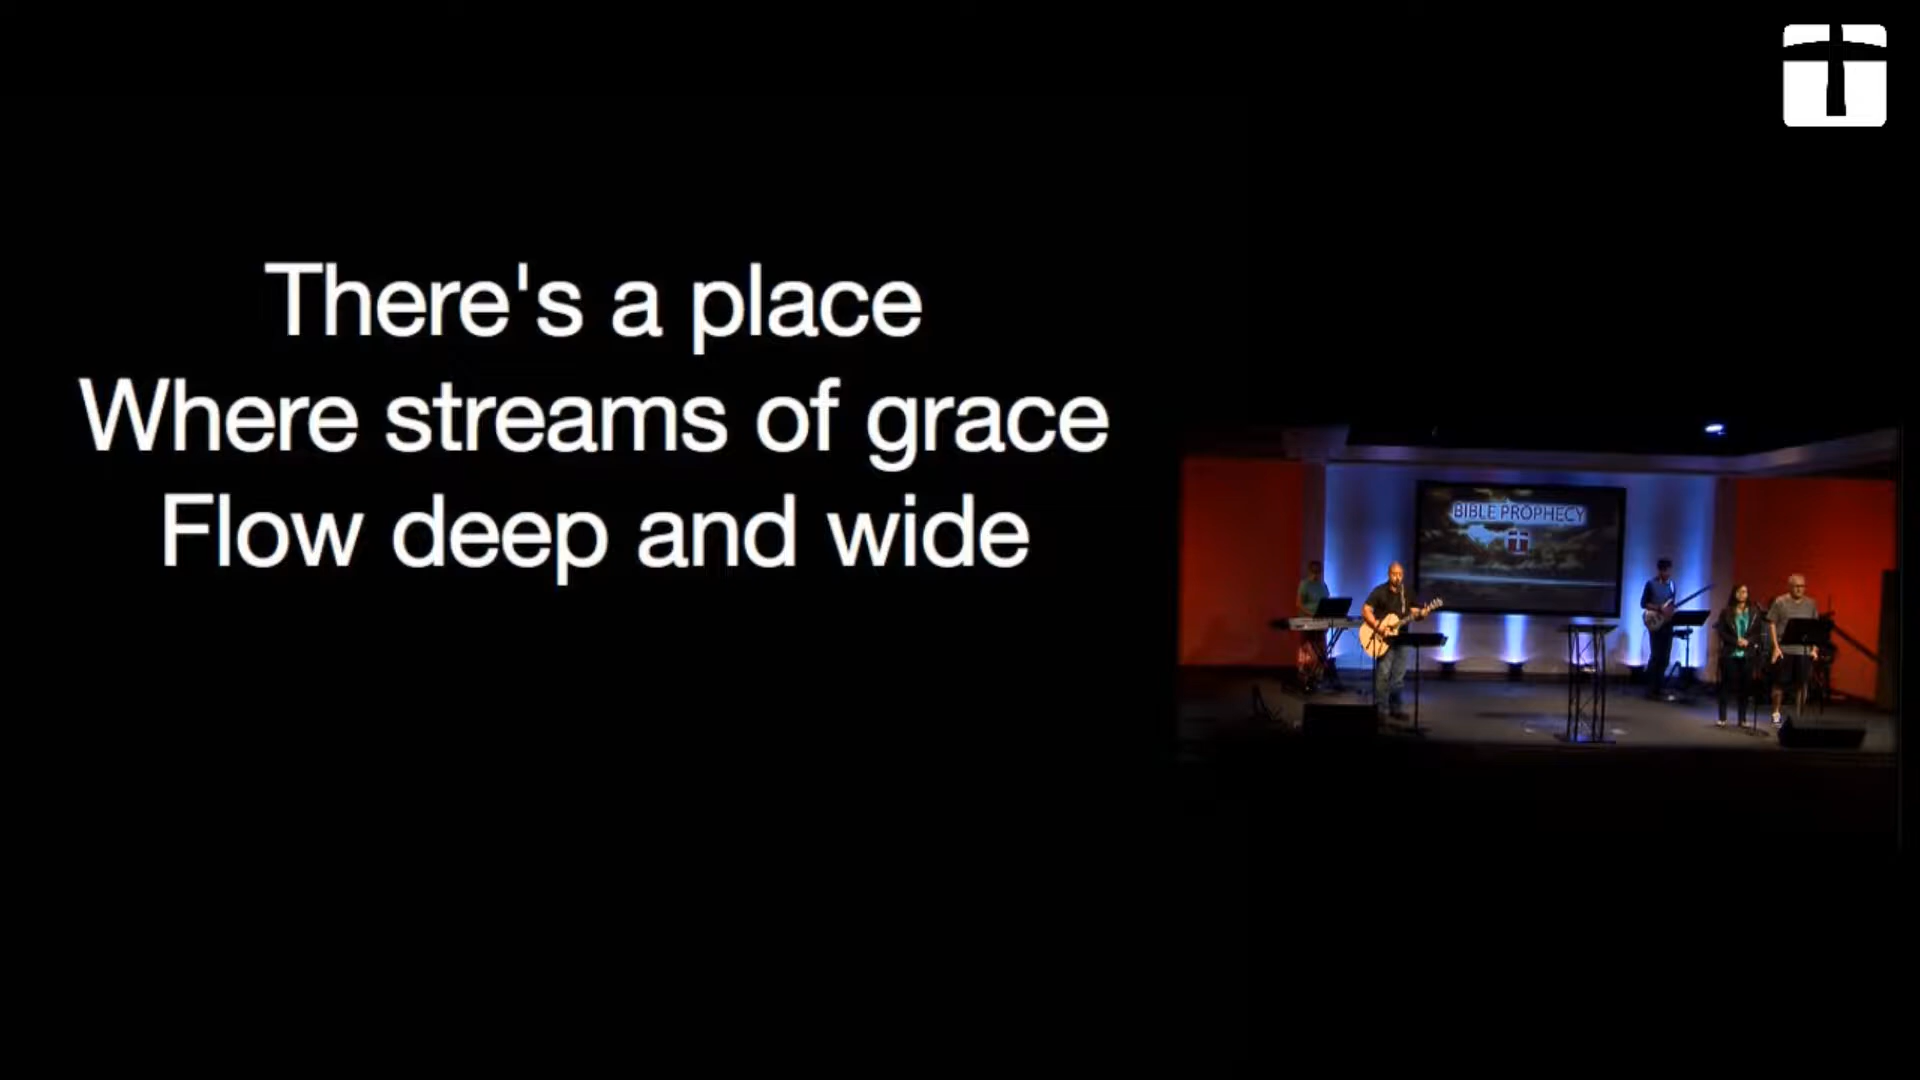 There's a place
Where streams of grace
Flow deep and wide
BIBLE PROPHECY